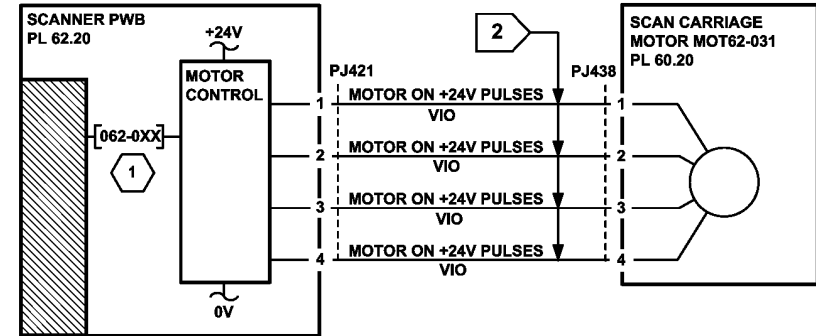 SCANNER PWB
PL 62.20
+24V
MOTOR
CONTROL
[062-0XX]
1
0V
PJ421
2
PJ438
1 MOTOR ON +24V PULSES 1
VIO
2 MOTOR ON +24V PULSES 2
VIO
3 MOTOR ON +24V PULSES 3
VIO
4 MOTOR ON +24V PULSES 4
VIO
SCAN CARRIAGE
MOTOR MOT62-031
PL 60.20